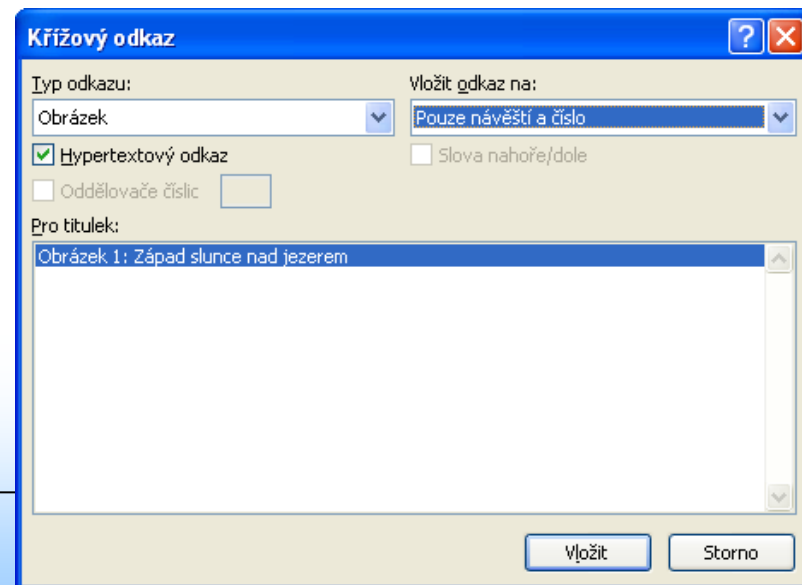 Křížový odkaz
Typ odkazu:
Vložit odkaz na:
Obrázek
Pouze návěští a číslo
Hypertextový odkaz
Slova nahoře/dole
Oddělovače číslic
Pro titulek:
Obrázek 1: Západ slunce nad jezerem
Vložit
Storno